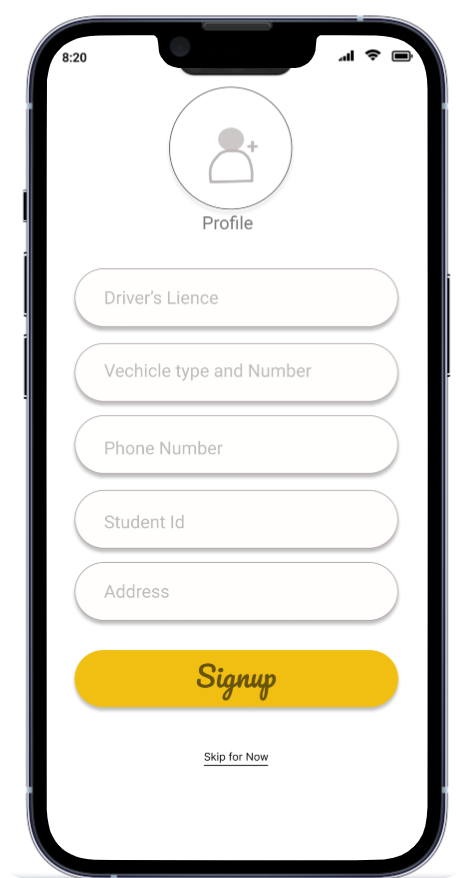 8:20
Profile
Driver's Lience
Vechicle type and Number
Phone Number
Student Id
Address
Signup
Skip for Now